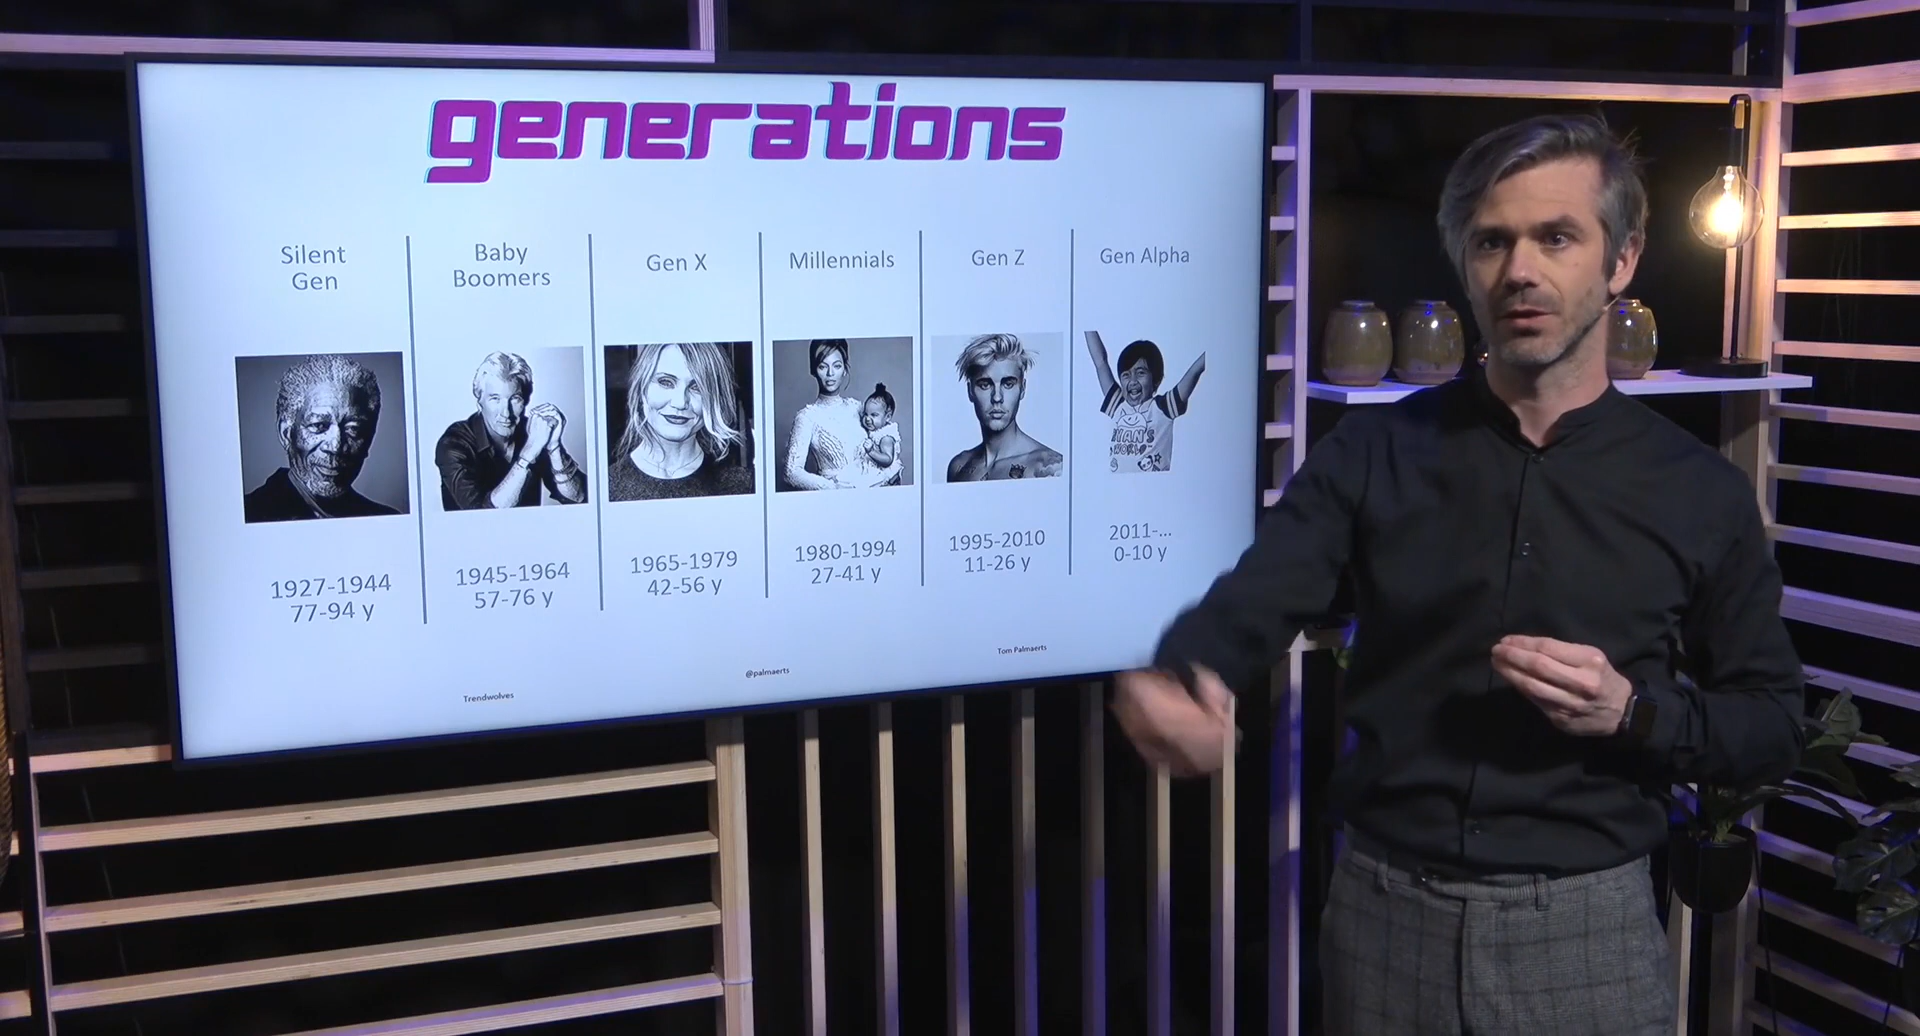 generations
Silent
Gen
Baby
Boomers
Gen X
Millennials
Gen Z
Gen Alpha
WORLD
1927-1944
77-94 y
1945-1964
57-76 y
1965-1979
42-56 y
1980-1994
27-41 y
1995-2010
11-26 y
2011-...
0-10 y
Trendwolves
@palmaerts
Tom Palmaerts